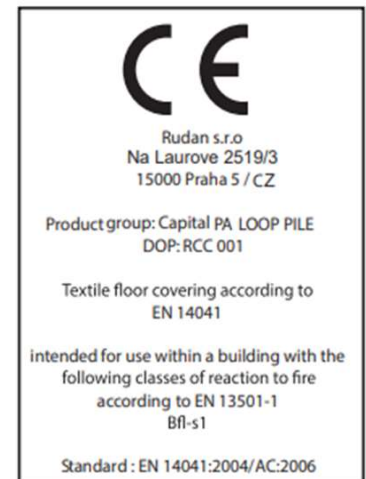 CE
Rudan s.r.o
Na Laurove 2519/3
15000 Praha 5 / CZ
Product group: Capital PA LOOP PILE
DOP: RCC 001
Textile floor covering according to
EN 14041
intended for use within a building with the
following classes of reaction to fire
according to EN 13501-1
Bfl-s1
Standard : EN 14041:2004/AC:2006